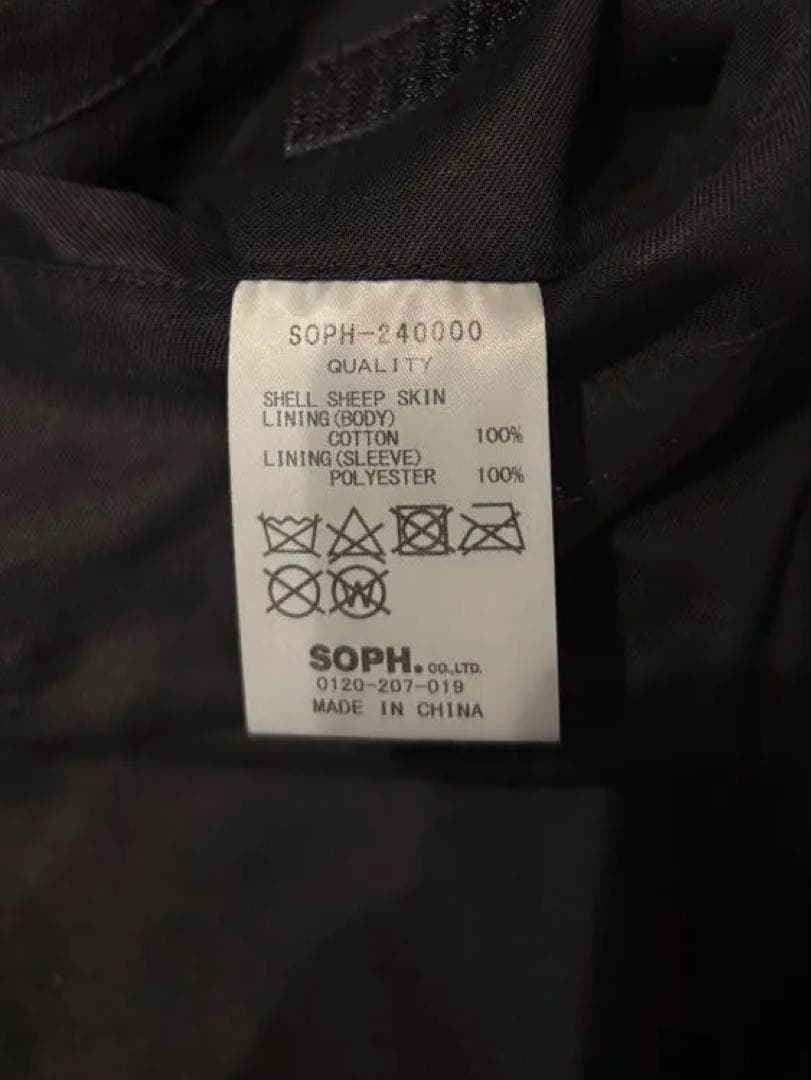 SOPH-240000
QUALITY
SHELL SHEEP SKIN
LINING(BODY)
COTTON 100%
LINING(SLEEVE)
POLYESTER 100%
W
SOPH. CO.,LTD.
0120-207-019
MADE IN CHINA